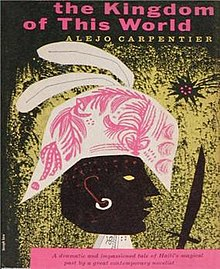 the Kingdom
of This World
ALEJO CARPENTIER
A dramatic and impassioned tale of Haiti's magical
past by a great contemporary novelist